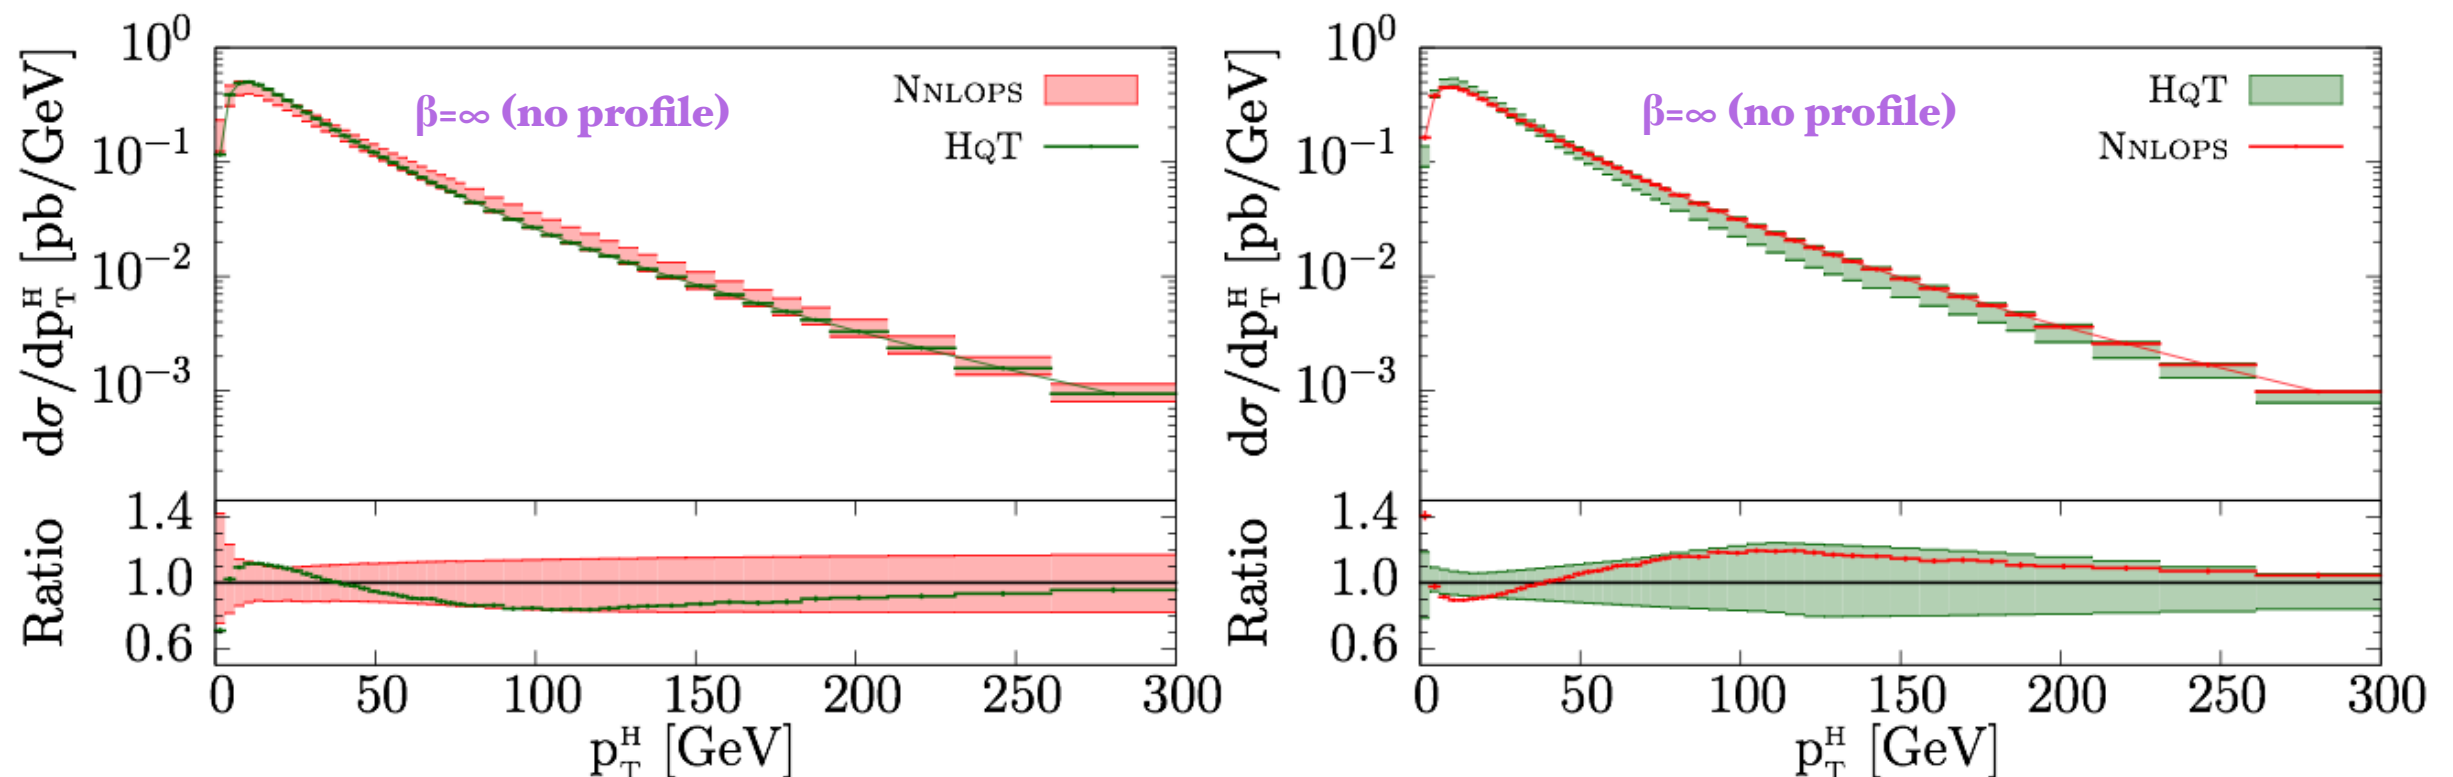 dσ/dp_T^H [pb/GeV]
10^0
10^-1
10^-2
10^-3
β=∞ (no profile)
NNLOPS
HQT
Ratio
1.4
1.0
0.6
0 50 100 150 200 250 300
p_T^H [GeV]
dσ/dp_T^H [pb/GeV]
10^0
10^-1
10^-2
10^-3
β=∞ (no profile)
HQT
NNLOPS
Ratio
1.4
1.0
0.6
0 50 100 150 200 250 300
p_T^H [GeV]